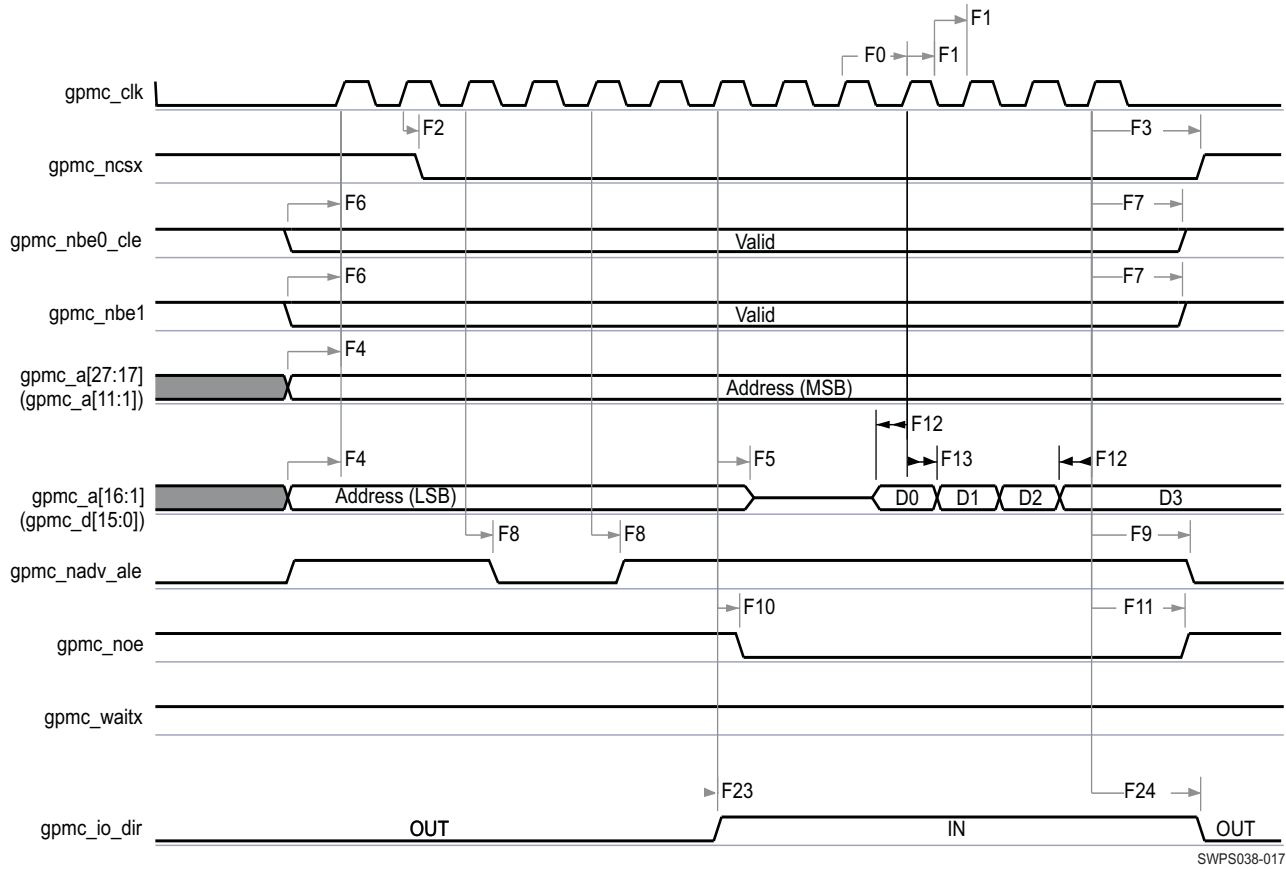 F1
F0 F1
gpmc_clk
F2 F3
gpmc_ncsx
F6 F7
gpmc_nbe0_cle Valid
F6 F7
gpmc_nbe1 Valid
F4
gpmc_a[27:17]
(gpmc_a[11:1]) Address (MSB)
F12
F4 F5 F13 F12
gpmc_a[16:1]
(gpmc_d[15:0]) Address (LSB) D0 D1 D2 D3
F8 F8 F9
gpmc_nadv_ale
F10 F11
gpmc_noe
gpmc_waitx
F23 F24
gpmc_io_dir OUT IN OUT
SWPS038-017